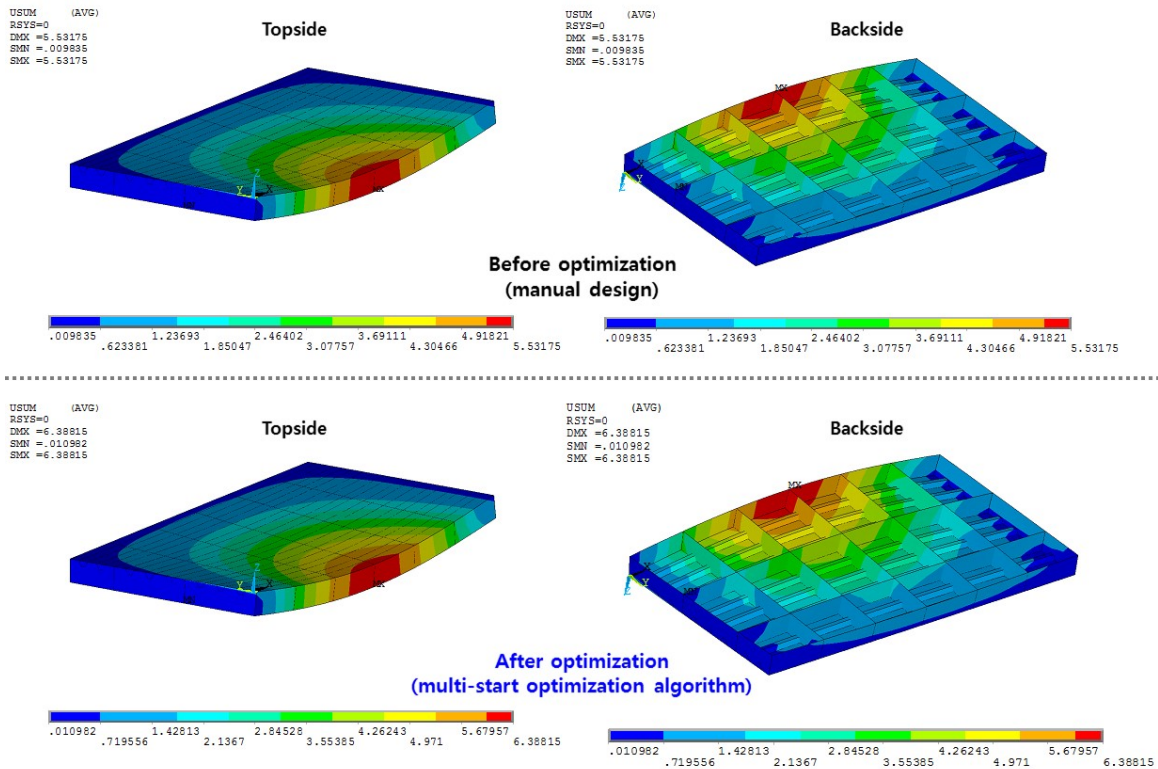 USUM (AVG)
RSYS=0
DMX =5.53175
SMN =.009835
SMX =5.53175
Topside
USUM (AVG)
RSYS=0
DMX =5.53175
SMN =.009835
SMX =5.53175
Backside
MX
Z
Y
X
MN
MX
X
Y
Z
MN
Before optimization
(manual design)
.009835 1.23693 2.46402 3.69111 4.91821
.623381 1.85047 3.07757 4.30466 5.53175
.009835 1.23693 2.46402 3.69111 4.91821
.623381 1.85047 3.07757 4.30466 5.53175
USUM (AVG)
RSYS=0
DMX =6.38815
SMN =.010982
SMX =6.38815
Topside
USUM (AVG)
RSYS=0
DMX =6.38815
SMN =.010982
SMX =6.38815
Backside
MX
Z
Y
X
MN
MX
X
Y
Z
MN
After optimization
(multi-start optimization algorithm)
.010982 1.42813 2.84528 4.26243 5.67957
.719556 2.1367 3.55385 4.971 6.38815
.010982 1.42813 2.84528 4.26243 5.67957
.719556 2.1367 3.55385 4.971 6.38815